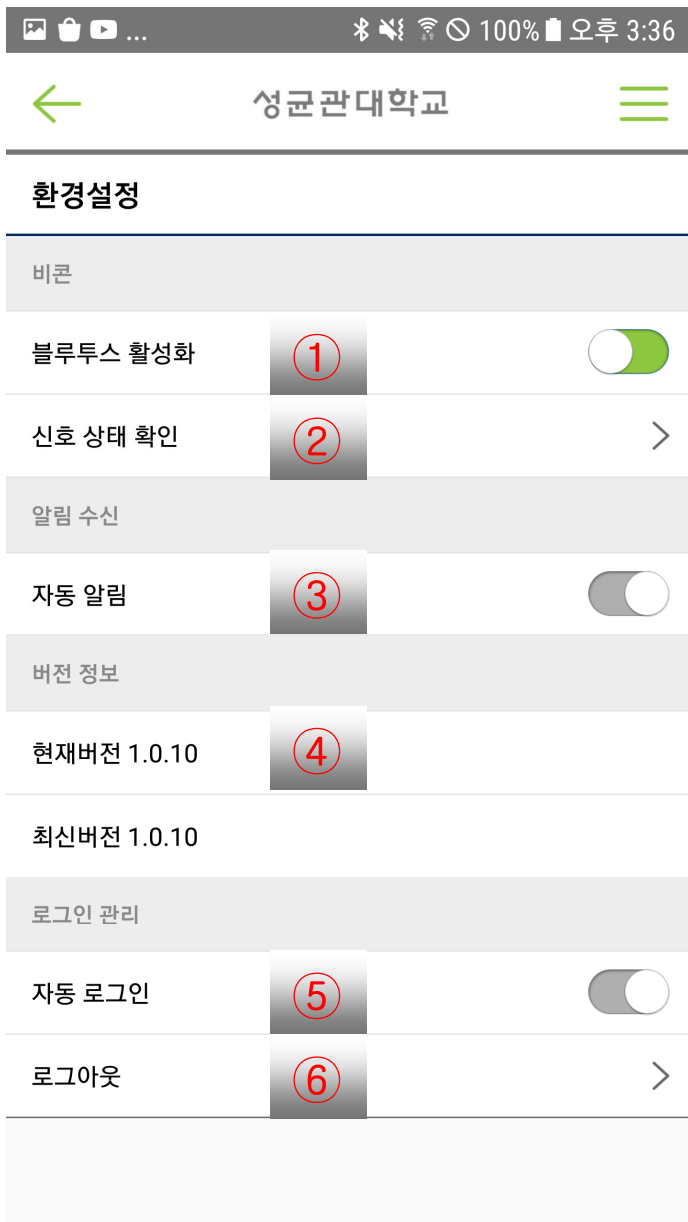 ... 100% 오후 3:36
성균관대학교
환경설정
비콘
블루투스 활성화 ①
신호 상태 확인 ②
알림 수신
자동 알림 ③
버전 정보
현재버전 1.0.10 ④
최신버전 1.0.10
로그인 관리
자동 로그인 ⑤
로그아웃 ⑥